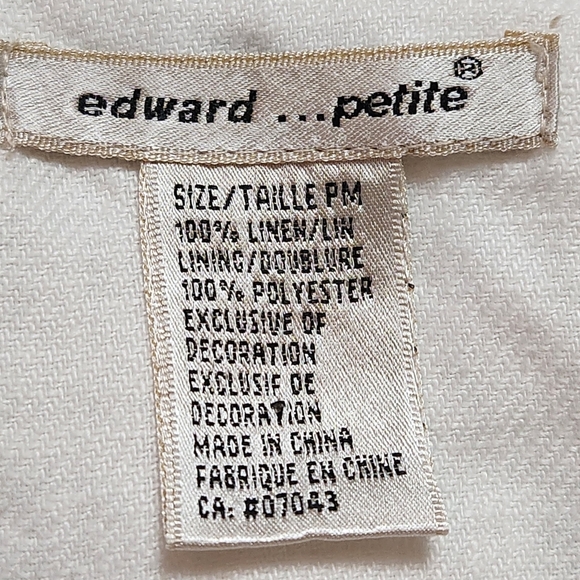 edward ...petite®
SIZE/TAILLE PM
100% LINEN/LIN
LINING/DOUBLURE
100% POLYESTER
EXCLUSIVE OF
DECORATION
EXCLUSIF DE
DECORATION
MADE IN CHINA
FABRIQUE EN CHINE
CA: #07043